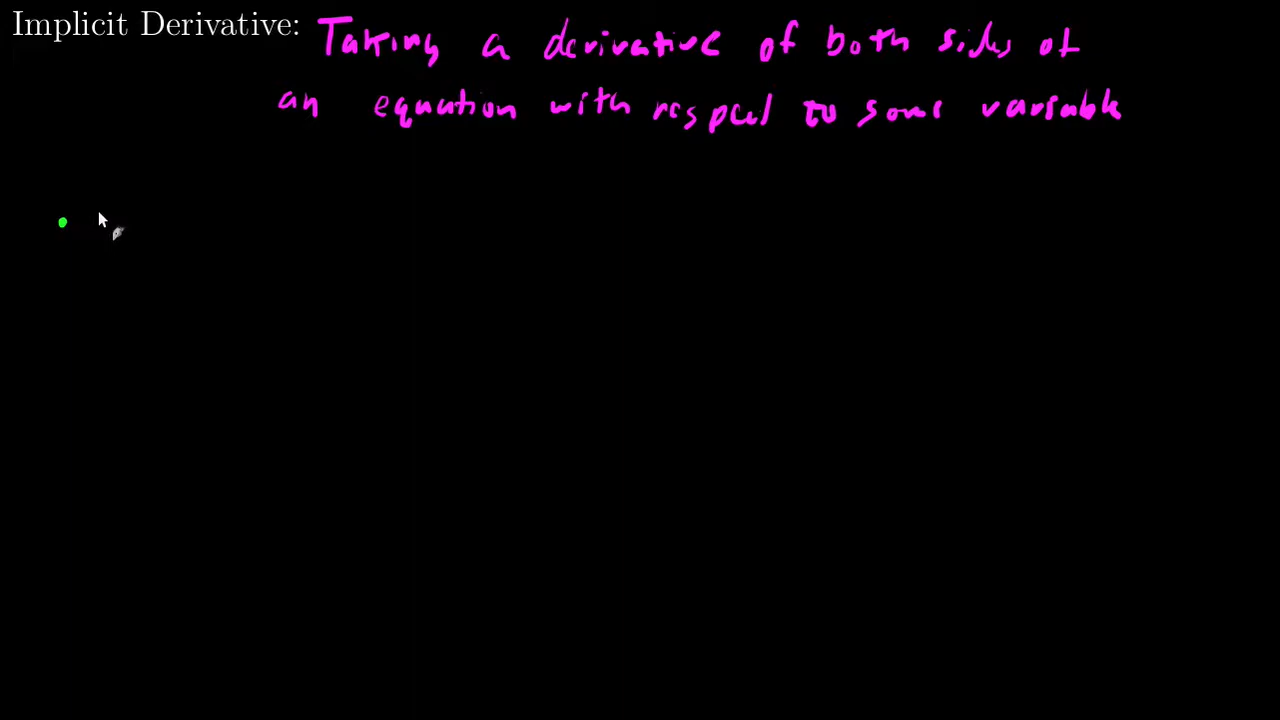 Implicit Derivative: Taking a derivative of both sides of
an equation with respect to some variable